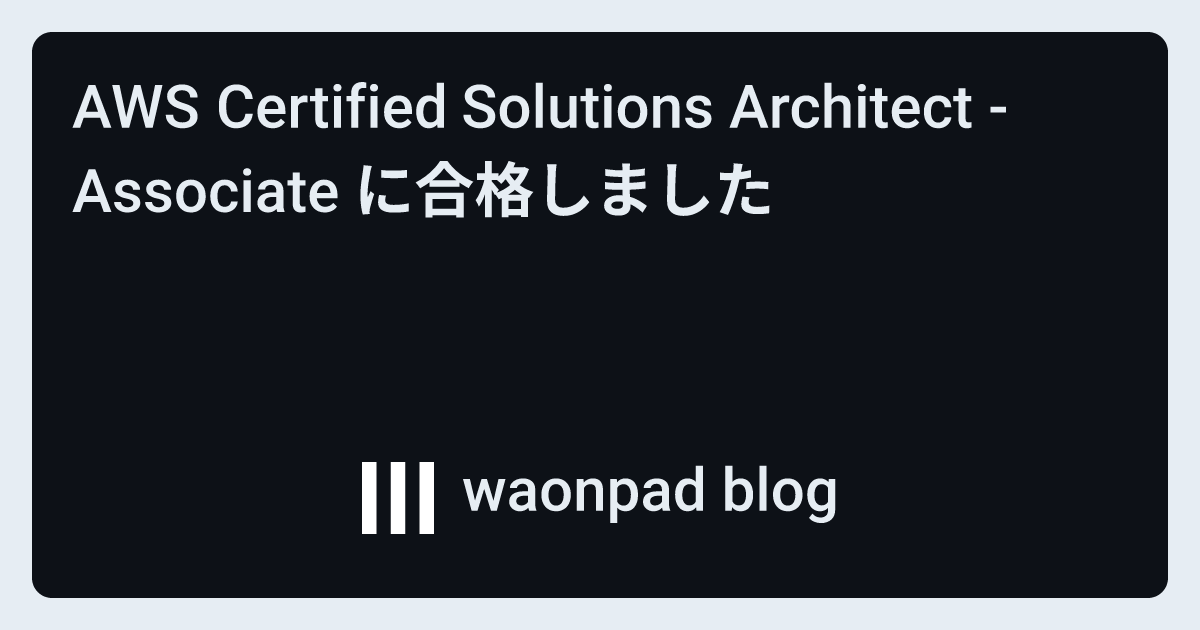 AWS Certified Solutions Architect -
Associate に合格しました
waonpad blog